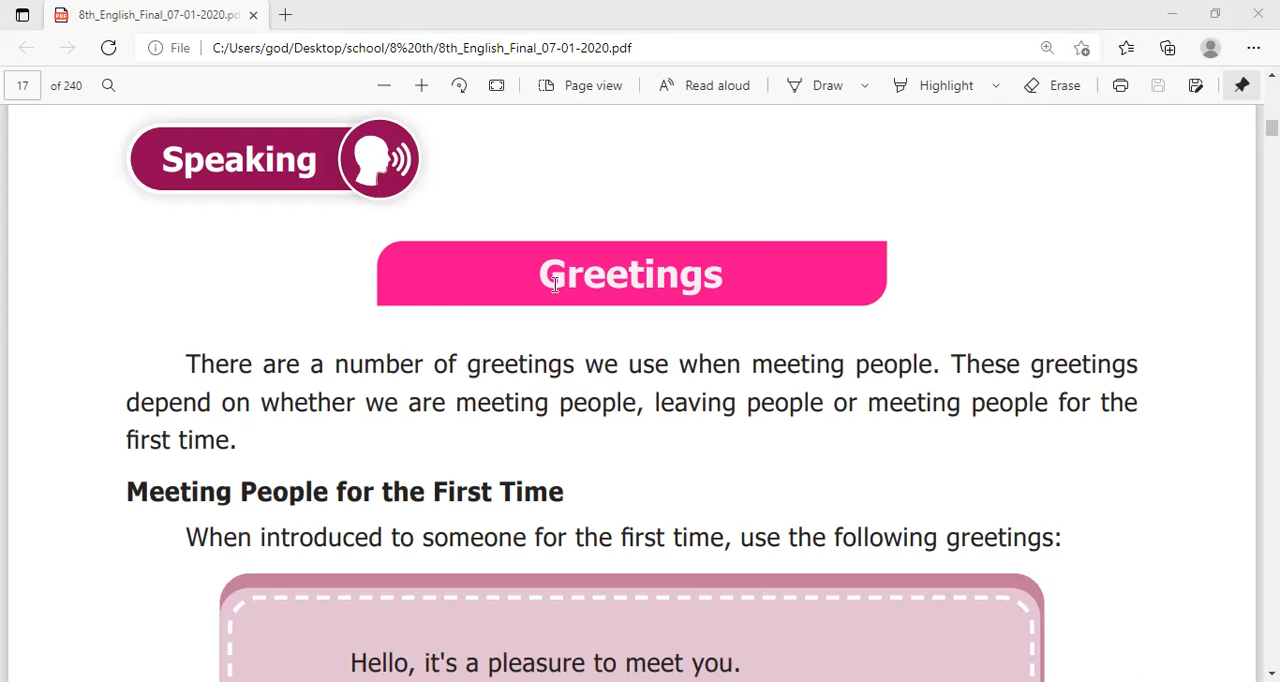 8th_English_Final_07-01-2020.pd
File C:/Users/god/Desktop/school/8%20th/8th_English_Final_07-01-2020.pdf
17 of 240 Page view Read aloud Draw Highlight Erase
Speaking
Greetings
There are a number of greetings we use when meeting people. These greetings
depend on whether we are meeting people, leaving people or meeting people for the
first time.
Meeting People for the First Time
When introduced to someone for the first time, use the following greetings:
Hello, it's a pleasure to meet you.